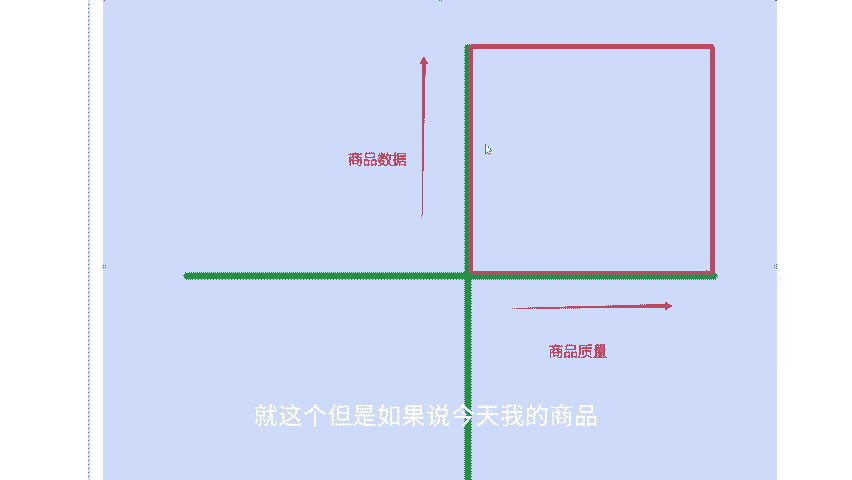 商品数据
商品质量
就这个但是如果说今天我的商品